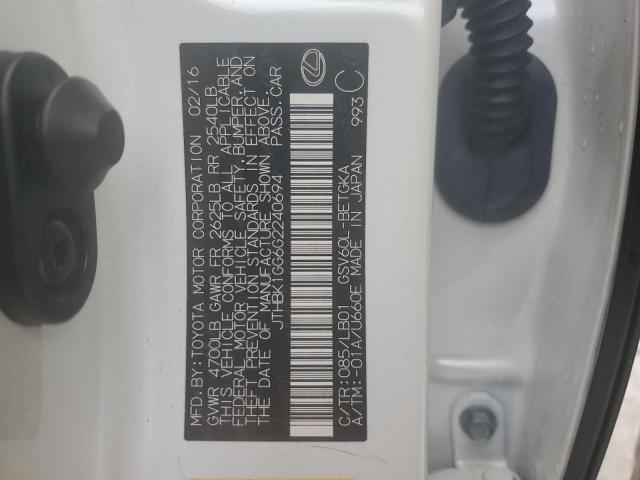 MFD. BY: TOYOTA MOTOR CORPORATION 02/16
GVWR 4700LB GAWR FR 2625LB RR 2540LB
THIS VEHICLE CONFORMS TO ALL APPLICABLE
FEDERAL MOTOR VEHICLE SAFETY, BUMPER, AND
THEFT PREVENTION STANDARDS IN EFFECT ON
THE DATE OF MANUFACTURE SHOWN ABOVE.
JTHBK1GG6G2240694 PASS. CAR
C/TR: 085/LB01 GSV60L-BETGKA
A/TM: -01A/U660E MADE IN JAPAN 993 C